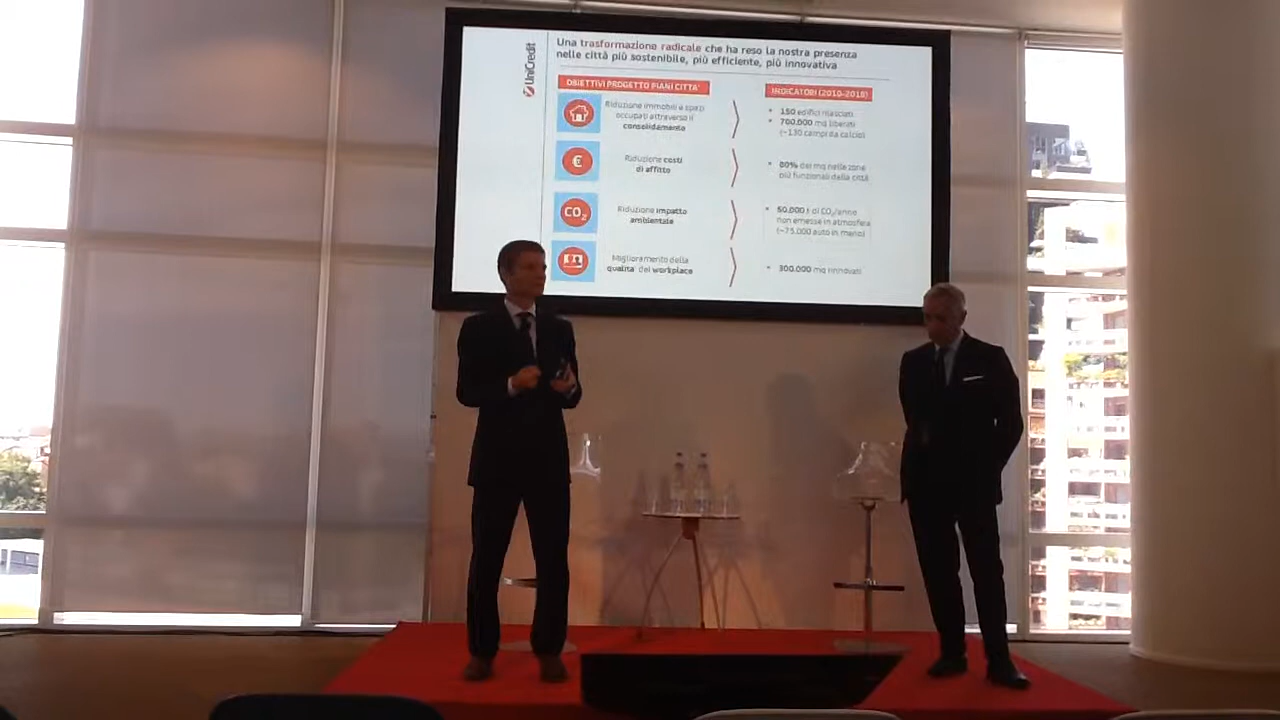 UniCredit
Una trasformazione radicale che ha reso la nostra presenza
nelle città più sostenibile, più efficiente, più innovativa
OBIETTIVI PROGETTO PIANI CITTA'
INDICATORI (2010-2018)
Riduzione immobili e spazi
occupati attraverso il
consolidamento
• 150 edifici rilasciati
• 700.000 mq liberati
(~130 campi da calcio)
€
Riduzione costi
di affitto
• 80% dei mq nelle zone
più funzionali della città
CO2
Riduzione impatto
ambientale
• 60.000 t di CO2/anno
non emesse in atmosfera
(~75.000 auto in meno)
Miglioramento della
qualità del workplace
• 300.000 mq rinnovati